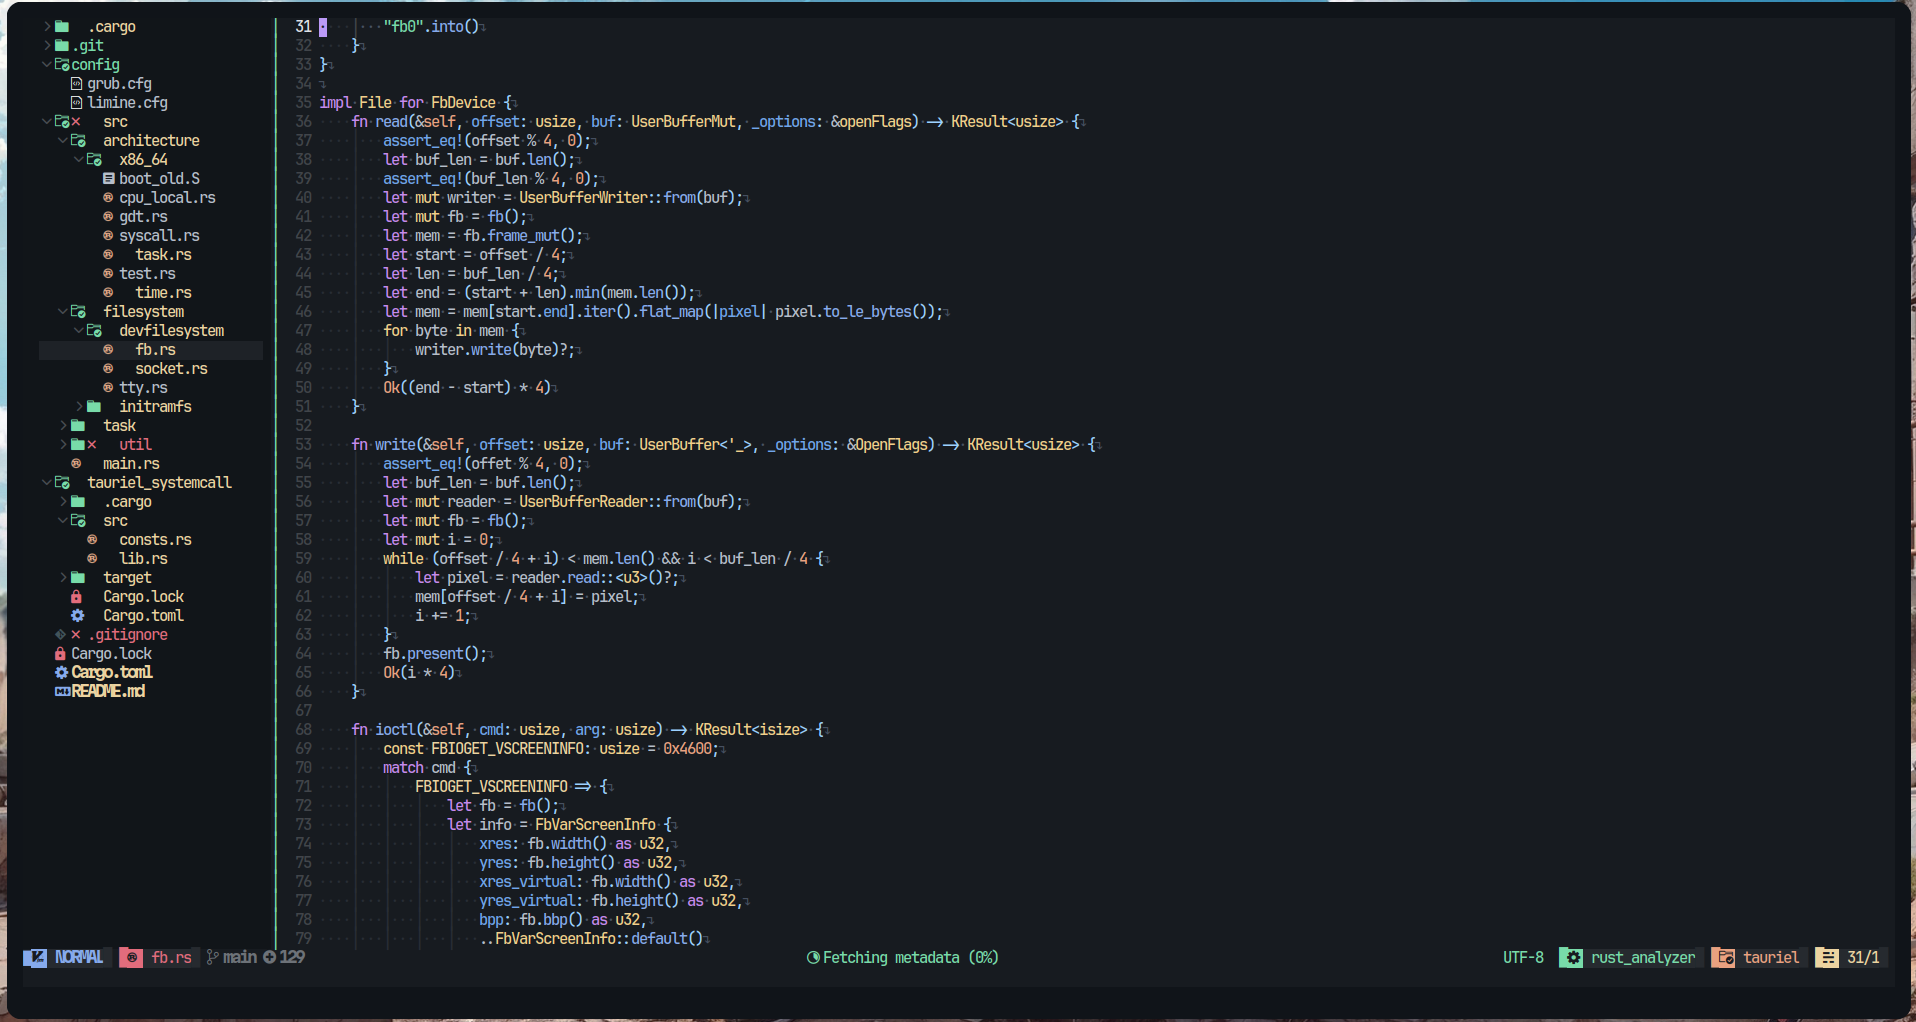 .cargo
.git
config
grub.cfg
limine.cfg
src
architecture
x86_64
boot_old.S
cpu_local.rs
gdt.rs
syscall.rs
task.rs
test.rs
time.rs
filesystem
devfilesystem
fb.rs
socket.rs
tty.rs
initramfs
task
util
main.rs
tauriel_systemcall
.cargo
src
consts.rs
lib.rs
target
Cargo.lock
Cargo.toml
.gitignore
Cargo.lock
Cargo.toml
README.md
31 "fb0".into()
32 }
33 }
34
35 impl File for FbDevice {
36 fn read(&self, offset: usize, buf: UserBufferMut, _options: &openFlags) -> KResult<usize> {
37 assert_eq!(offset % 4, 0);
38 let buf_len = buf.len();
39 assert_eq!(buf_len % 4, 0);
40 let mut writer = UserBufferWriter::from(buf);
41 let mut fb = fb();
42 let mem = fb.frame_mut();
43 let start = offset / 4;
44 let len = buf_len / 4;
45 let end = (start + len).min(mem.len());
46 let mem = mem[start.end].iter().flat_map(|pixel| pixel.to_le_bytes());
47 for byte in mem {
48 writer.write(byte)?;
49 }
50 Ok((end - start) * 4)
51 }
52
53 fn write(&self, offset: usize, buf: UserBuffer<'_>, _options: &OpenFlags) -> KResult<usize> {
54 assert_eq!(offet % 4, 0);
55 let buf_len = buf.len();
56 let mut reader = UserBufferReader::from(buf);
57 let mut fb = fb();
58 let mut i = 0;
59 while (offset / 4 + i) < mem.len() && i < buf_len / 4 {
60 let pixel = reader.read::<u3>()?;
61 mem[offset / 4 + i] = pixel;
62 i += 1;
63 }
64 fb.present();
65 Ok(i * 4)
66 }
67
68 fn ioctl(&self, cmd: usize, arg: usize) -> KResult<isize> {
69 const FBIOGET_VSCREENINFO: usize = 0x4600;
70 match cmd {
71 FBIOGET_VSCREENINFO => {
72 let fb = fb();
73 let info = FbVarScreenInfo {
74 xres: fb.width() as u32,
75 yres: fb.height() as u32,
76 xres_virtual: fb.width() as u32,
77 yres_virtual: fb.height() as u32,
78 bpp: fb.bbp() as u32,
79 ..FbVarScreenInfo::default()
NORMAL fb.rs main 129 Fetching metadata (0%) UTF-8 rust_analyzer tauriel 31/1